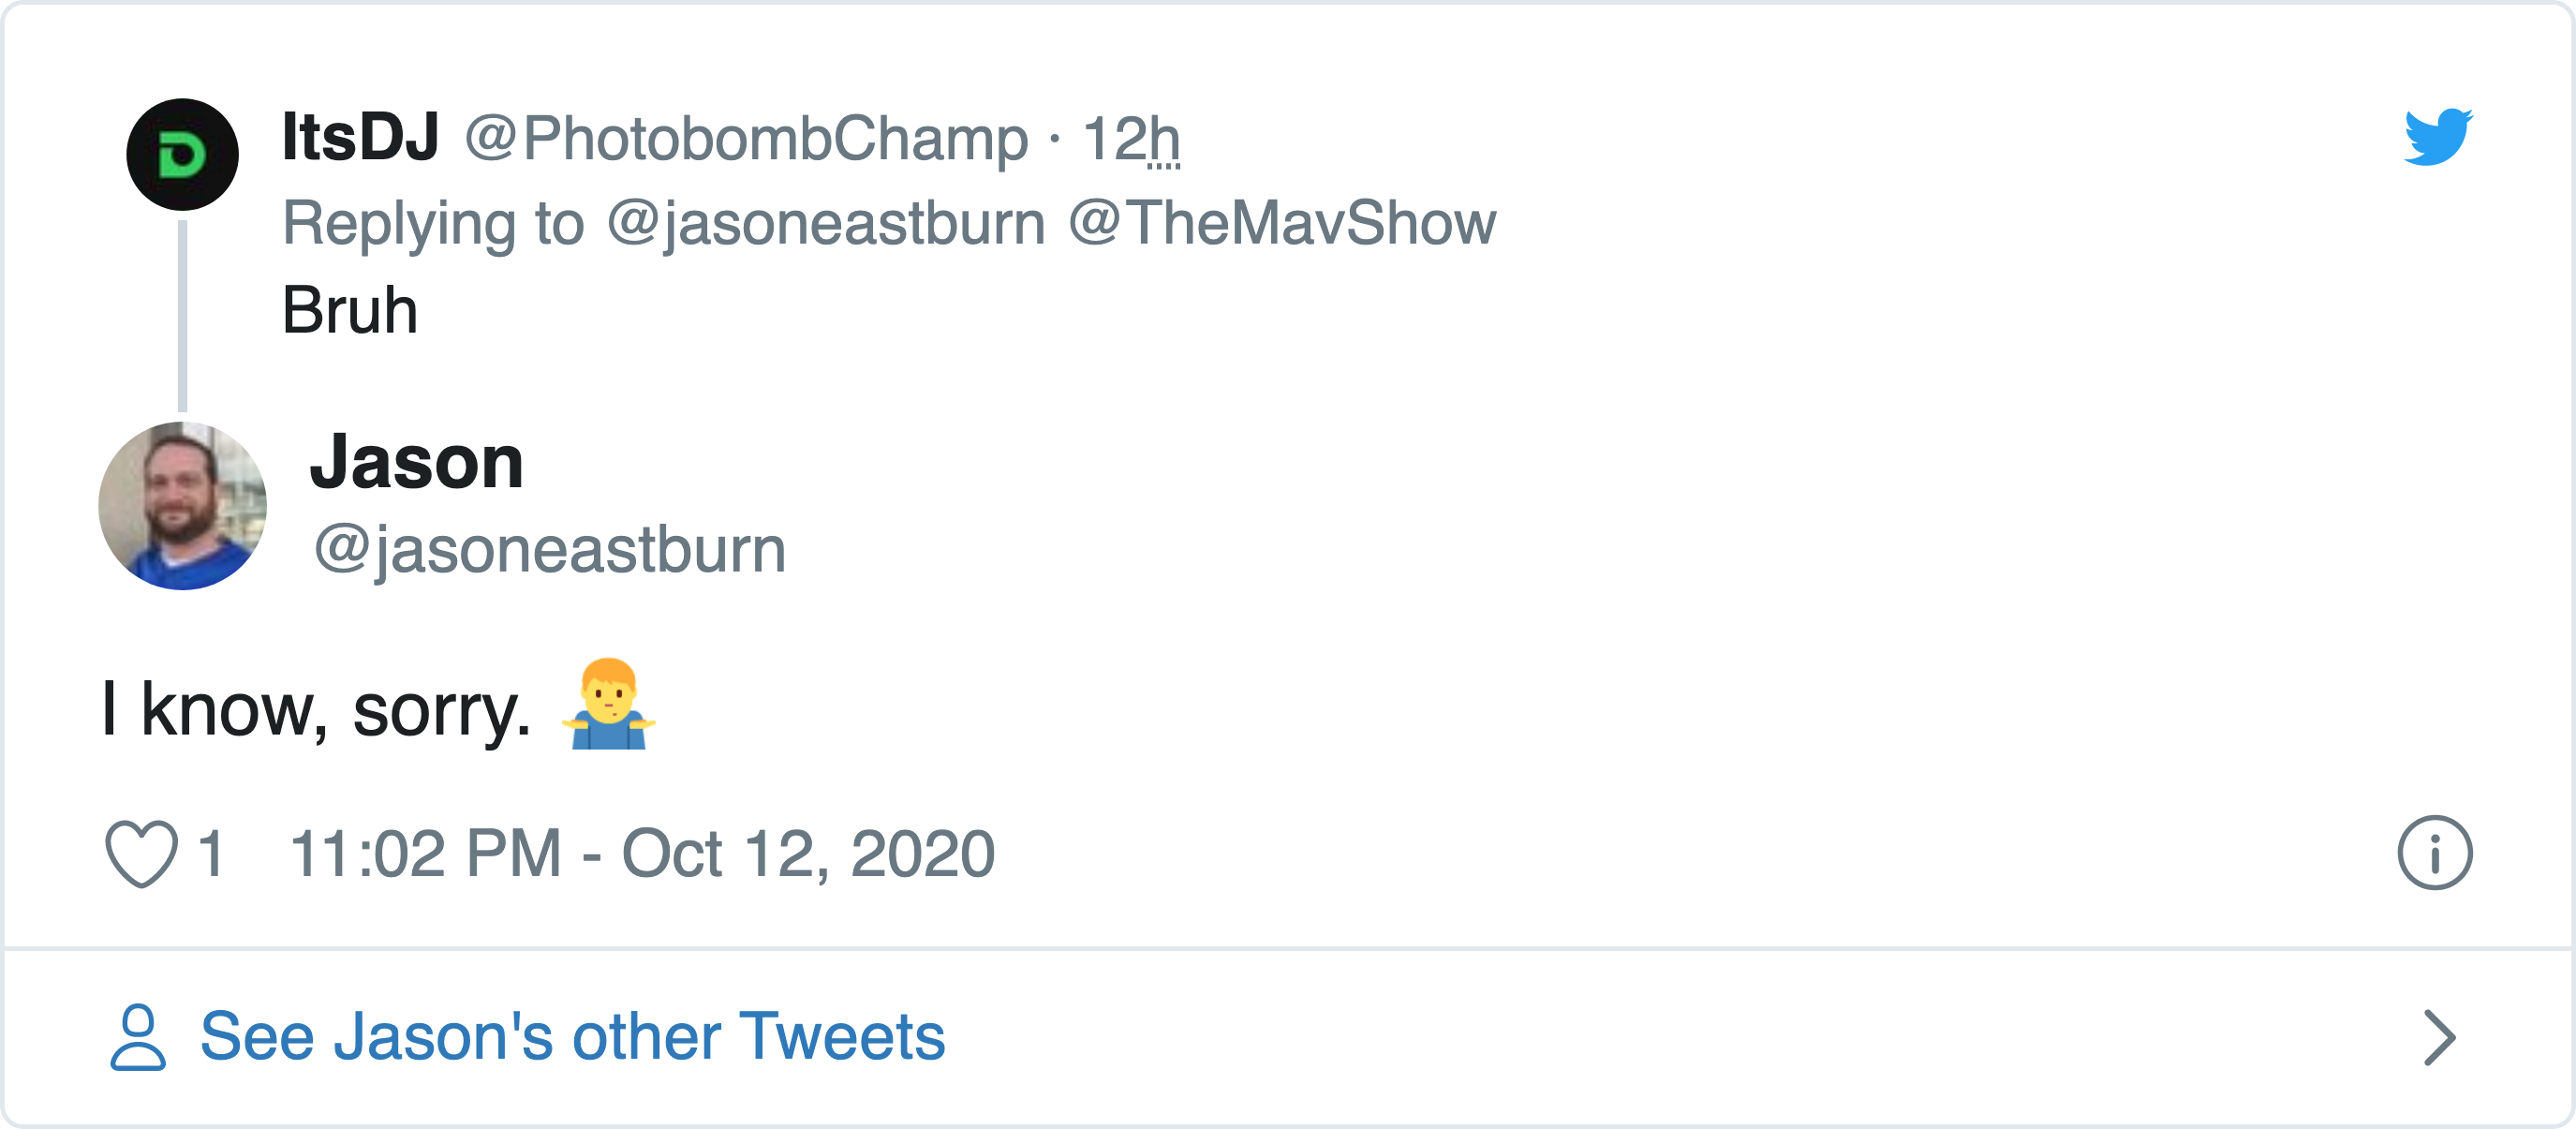 ItsDJ @PhotobombChamp · 12h
Replying to @jasoneastburn @TheMavShow
Bruh
Jason
@jasoneastburn
I know, sorry. 🤷‍♂️
1 11:02 PM - Oct 12, 2020
See Jason's other Tweets